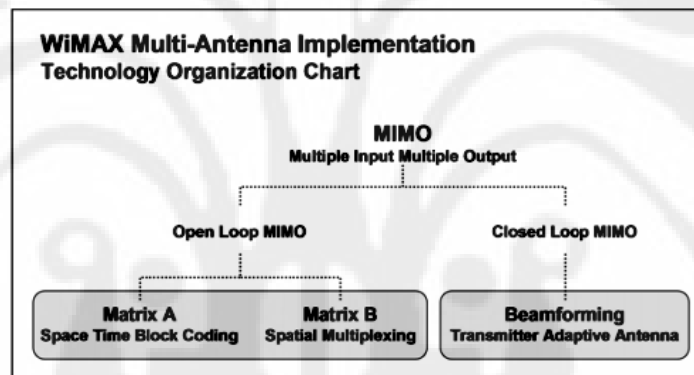 WiMAX Multi-Antenna Implementation
Technology Organization Chart
MIMO
Multiple Input Multiple Output
Open Loop MIMO
Closed Loop MIMO
Matrix A
Space Time Block Coding
Matrix B
Spatial Multiplexing
Beamforming
Transmitter Adaptive Antenna